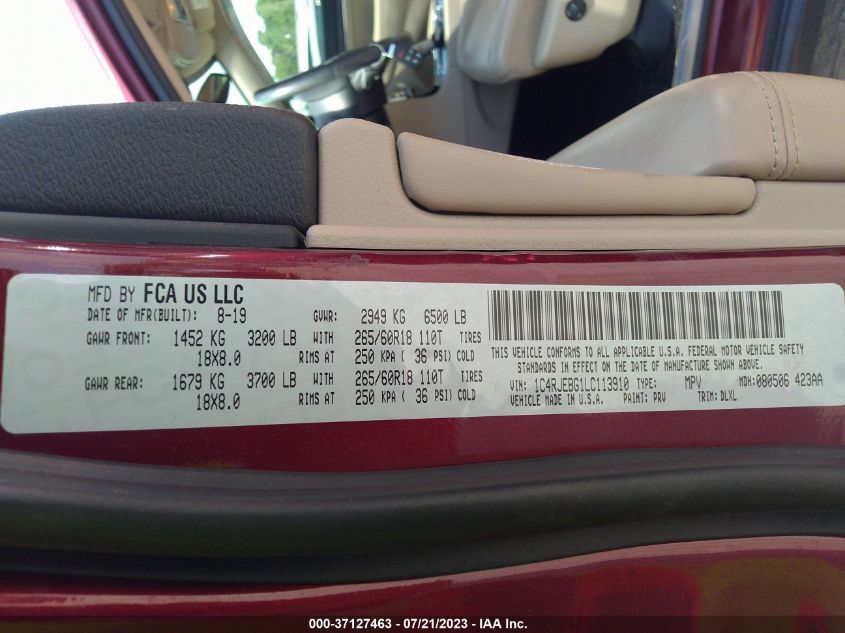 MFD BY FCA US LLC
DATE OF MFR(BUILT): 8-19 GVWR: 2949 KG 6500 LB
GAWR FRONT: 1452 KG 3200 LB WITH 265/60R18 110T TIRES
18X8.0 RIMS AT 250 KPA ( 36 PSI) COLD
GAWR REAR: 1679 KG 3700 LB WITH 265/60R18 110T TIRES
18X8.0 RIMS AT 250 KPA ( 36 PSI) COLD
THIS VEHICLE CONFORMS TO ALL APPLICABLE U.S.A. FEDERAL MOTOR VEHICLE SAFETY
STANDARDS IN EFFECT ON THE DATE OF MANUFACTURE SHOWN ABOVE.
VIN: 1C4RJEBG1LC113910 TYPE: MPV MDH: 080506 423AA
VEHICLE MADE IN U.S.A. PAINT: PRV TRIM: DLXL
000-37127463 - 07/21/2023 - IAA Inc.